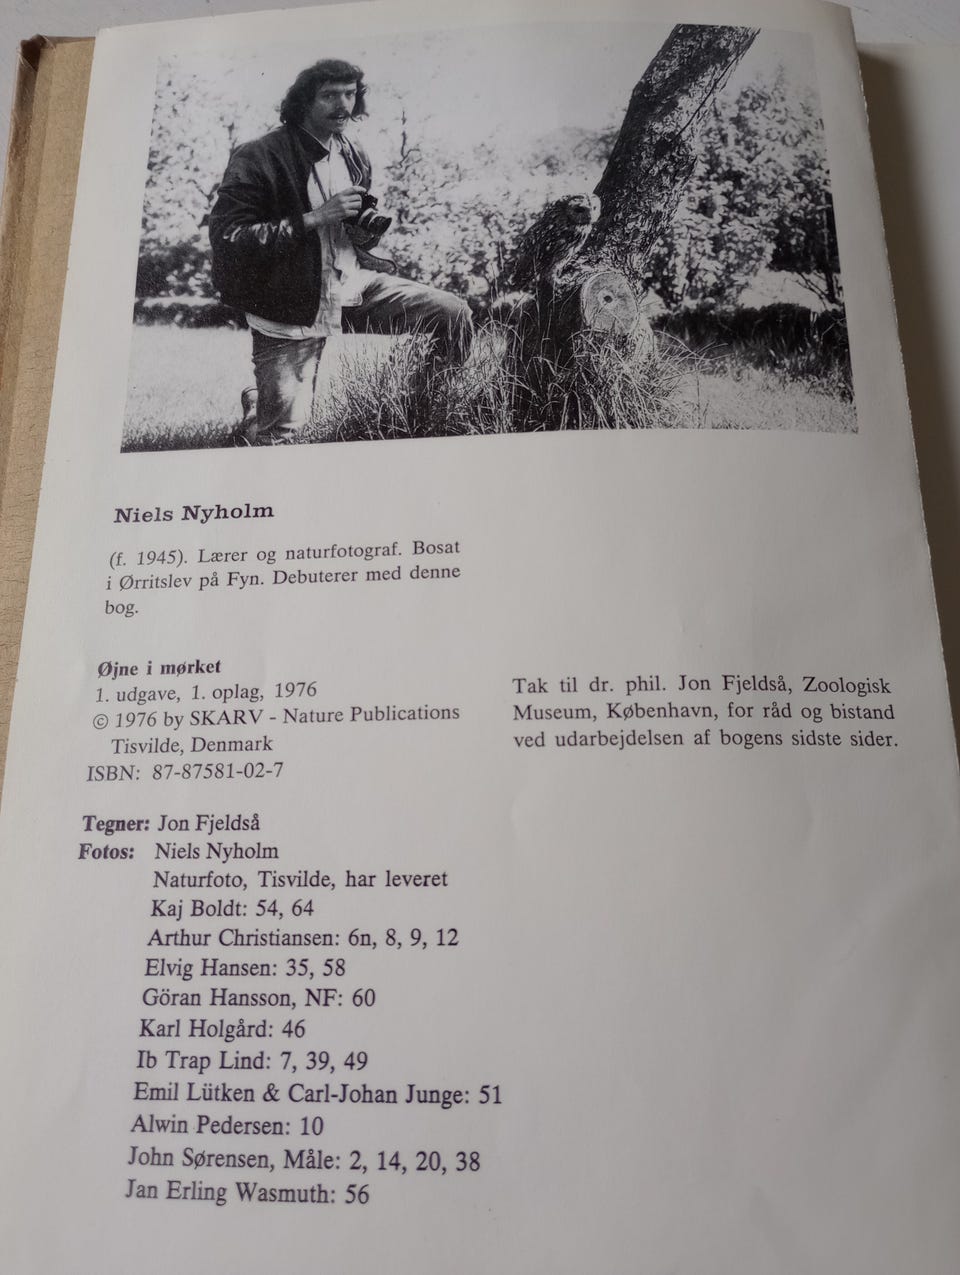 Niels Nyholm
(f. 1945). Lærer og naturfotograf. Bosat
i Ørritslev på Fyn. Debuterer med denne
bog.
Øjne i mørket
1. udgave, 1. oplag, 1976
© 1976 by SKARV - Nature Publications
Tisvilde, Denmark
ISBN: 87-87581-02-7
Tak til dr. phil. Jon Fjeldså, Zoologisk
Museum, København, for råd og bistand
ved udarbejdelsen af bogens sidste sider.
Tegner: Jon Fjeldså
Fotos: Niels Nyholm
Naturfoto, Tisvilde, har leveret
Kaj Boldt: 54, 64
Arthur Christiansen: 6n, 8, 9, 12
Elvig Hansen: 35, 58
Göran Hansson, NF: 60
Karl Holgård: 46
Ib Trap Lind: 7, 39, 49
Emil Lütken & Carl-Johan Junge: 51
Alwin Pedersen: 10
John Sørensen, Måle: 2, 14, 20, 38
Jan Erling Wasmuth: 56